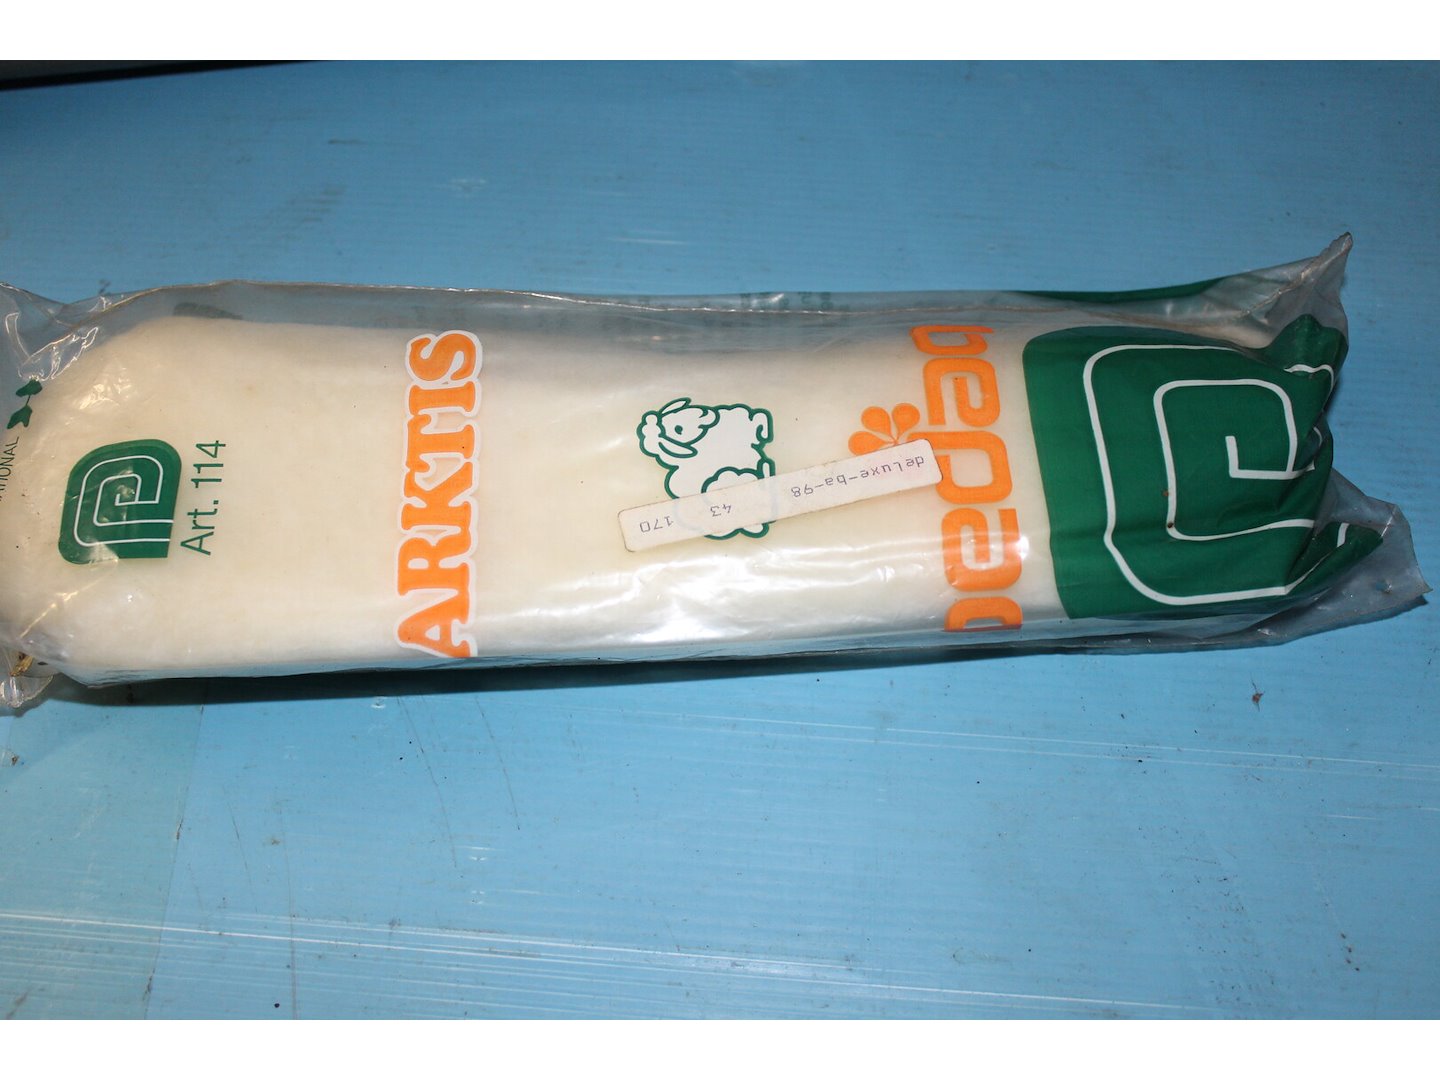 Art. 114
ARKTIS
pedag
deluxe-ba-98
43
170